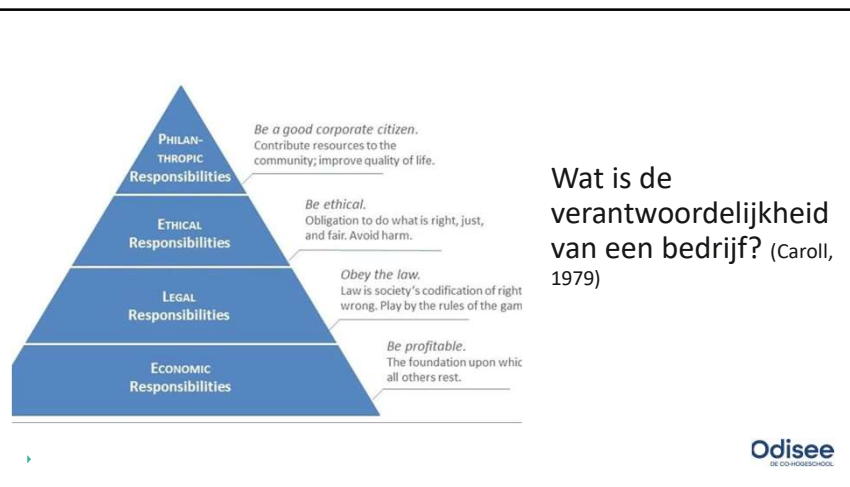 PHILAN-
THROPIC
Responsibilities
Be a good corporate citizen.
Contribute resources to the
community; improve quality of life.
ETHICAL
Responsibilities
Be ethical.
Obligation to do what is right, just,
and fair. Avoid harm.
LEGAL
Responsibilities
Obey the law.
Law is society's codification of right
wrong. Play by the rules of the gam
ECONOMIC
Responsibilities
Be profitable.
The foundation upon whic
all others rest.
Wat is de
verantwoordelijkheid
van een bedrijf? (Caroll,
1979)
Odisee
DE CO-HOGESCHOOL